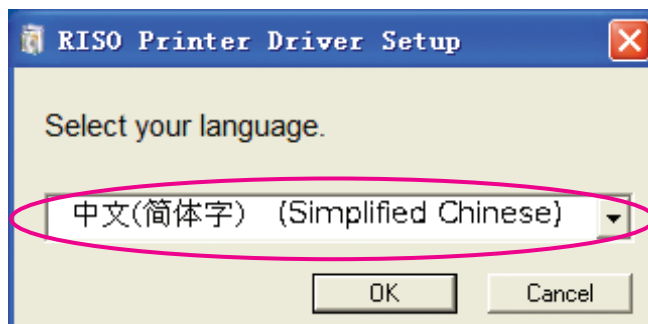 RISO Printer Driver Setup
Select your language.
中文(简体字) (Simplified Chinese)
OK Cancel